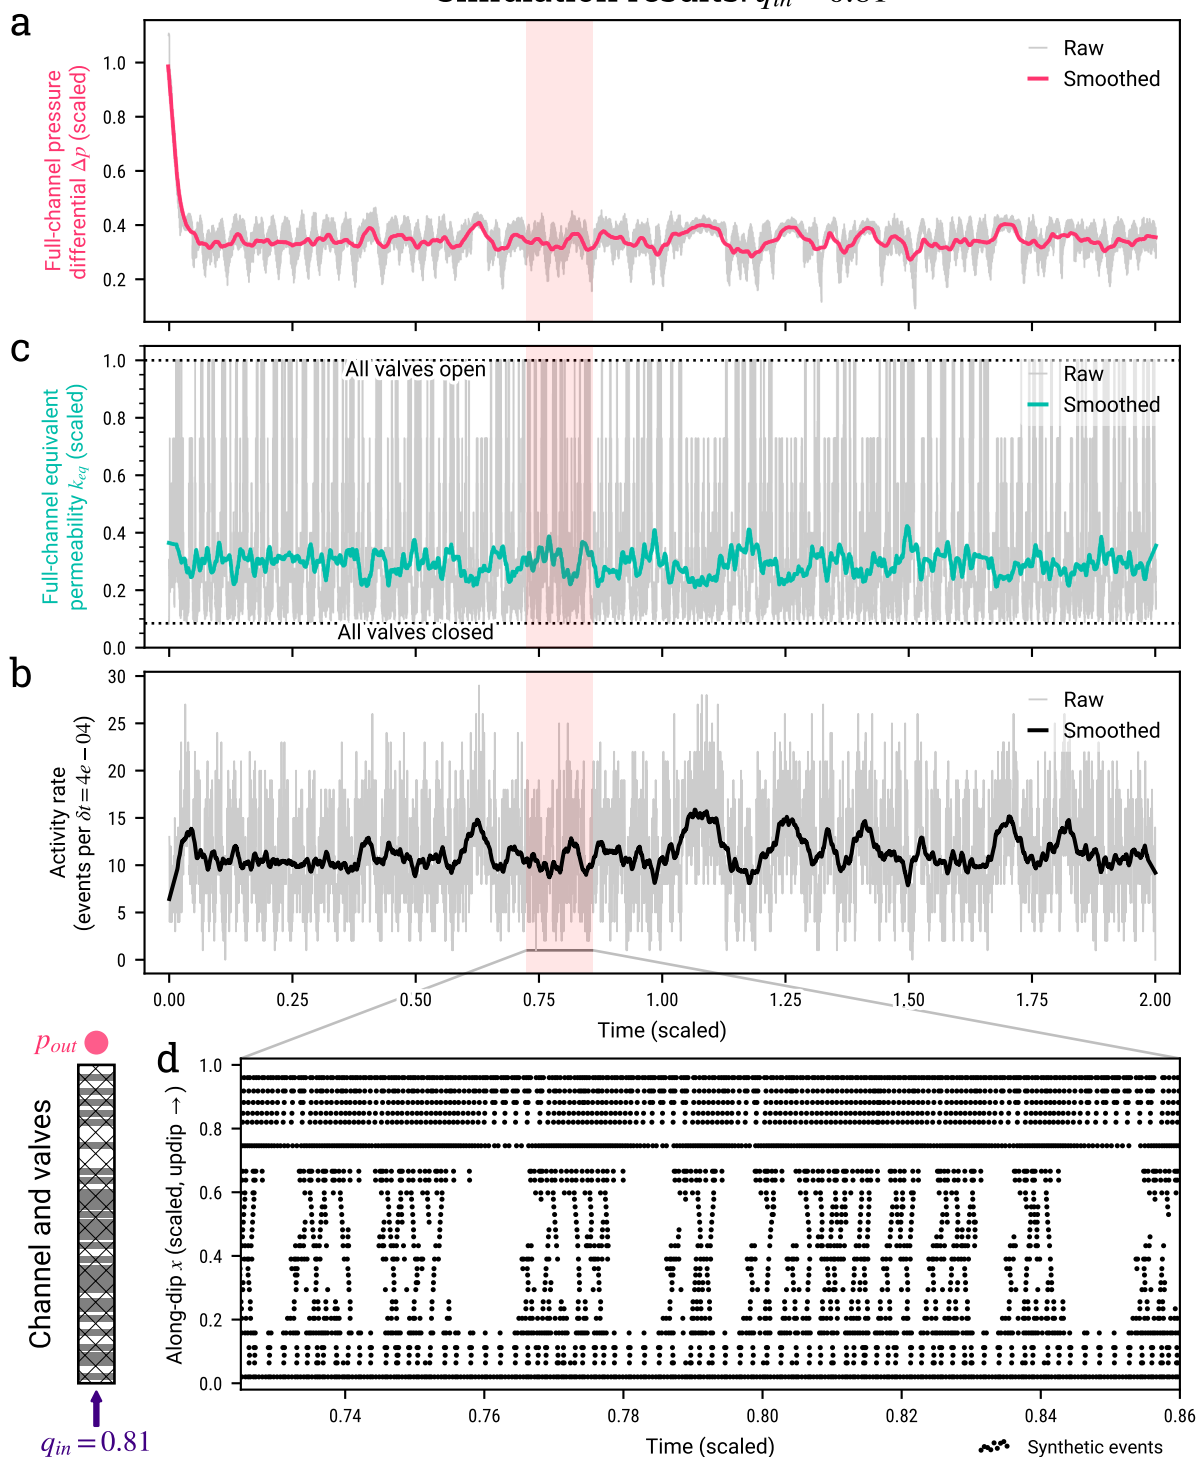 Simulation results: q_in = 0.81
a
Full-channel pressure
differential Δp (scaled)
1.0
0.8
0.6
0.4
0.2
Raw
Smoothed
c
Full-channel equivalent
permeability k_eq (scaled)
1.0
0.8
0.6
0.4
0.2
0.0
All valves open
All valves closed
Raw
Smoothed
b
Activity rate
(events per δt = 4e − 04)
30
25
20
15
10
5
0
Raw
Smoothed
0.00 0.25 0.50 0.75 1.00 1.25 1.50 1.75 2.00
Time (scaled)
p_out
Channel and valves
q_in = 0.81
d
Along-dip x (scaled, updip →)
1.0
0.8
0.6
0.4
0.2
0.0
0.74 0.76 0.78 0.80 0.82 0.84 0.86
Time (scaled)
Synthetic events